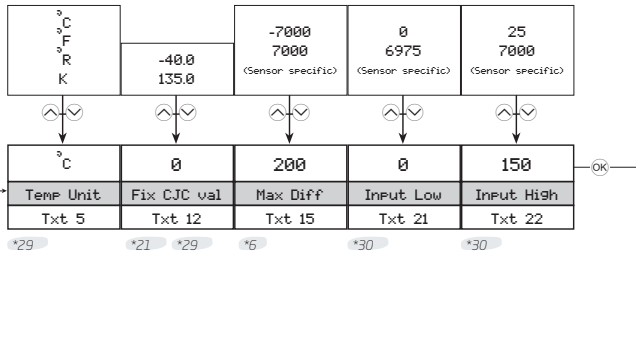 °C
°F
°R
K
-40.0
135.0
-7000
7000
(Sensor specific)
0
6975
(Sensor specific)
25
7000
(Sensor specific)
°C 0 200 0 150
OK
Temp Unit Fix CJC val Max Diff Input Low Input High
Txt 5 Txt 12 Txt 15 Txt 21 Txt 22
*29 *21 *29 *6 *30 *30